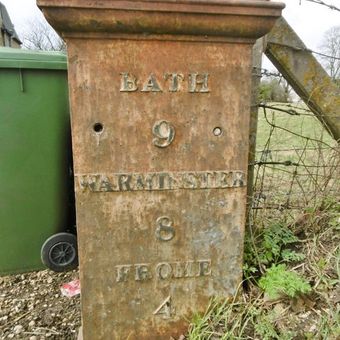 BATH
9
WARMINSTER
8
FROME
4